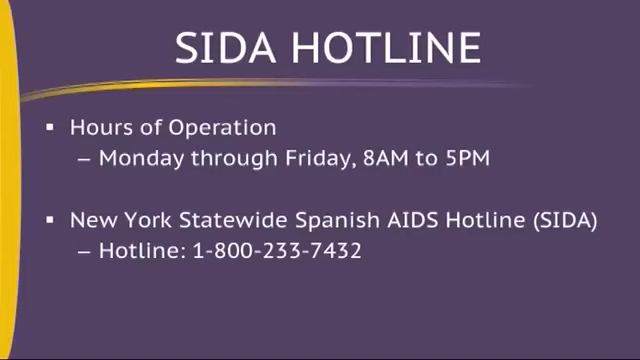 SIDA HOTLINE
▪ Hours of Operation
– Monday through Friday, 8AM to 5PM
▪ New York Statewide Spanish AIDS Hotline (SIDA)
– Hotline: 1-800-233-7432